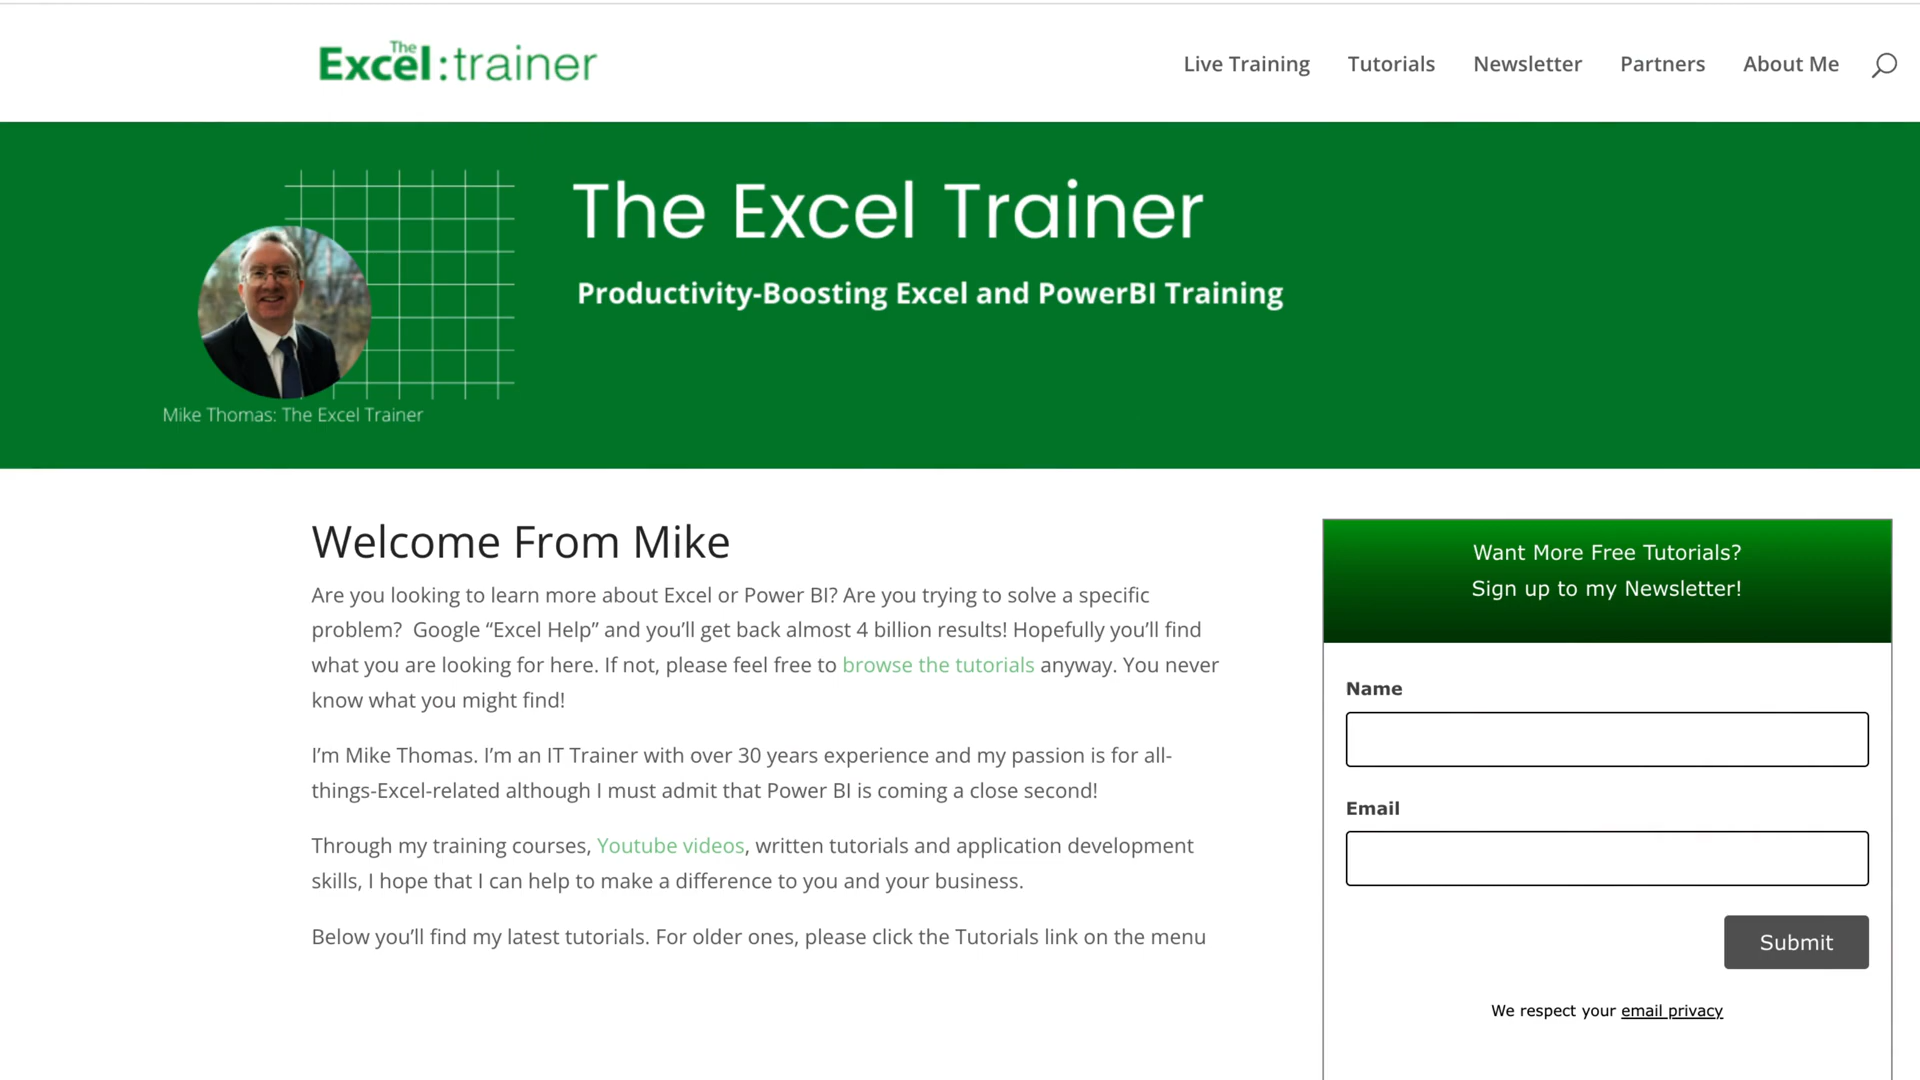 The
Excel:trainer
Live Training Tutorials Newsletter Partners About Me
The Excel Trainer
Productivity-Boosting Excel and PowerBI Training
Mike Thomas: The Excel Trainer
Welcome From Mike
Are you looking to learn more about Excel or Power BI? Are you trying to solve a specific
problem?  Google “Excel Help” and you’ll get back almost 4 billion results! Hopefully you’ll find
what you are looking for here. If not, please feel free to browse the tutorials anyway. You never
know what you might find!
I’m Mike Thomas. I’m an IT Trainer with over 30 years experience and my passion is for all-
things-Excel-related although I must admit that Power BI is coming a close second!
Through my training courses, Youtube videos, written tutorials and application development
skills, I hope that I can help to make a difference to you and your business.
Below you’ll find my latest tutorials. For older ones, please click the Tutorials link on the menu
Want More Free Tutorials?
Sign up to my Newsletter!
Name
Email
Submit
We respect your email privacy